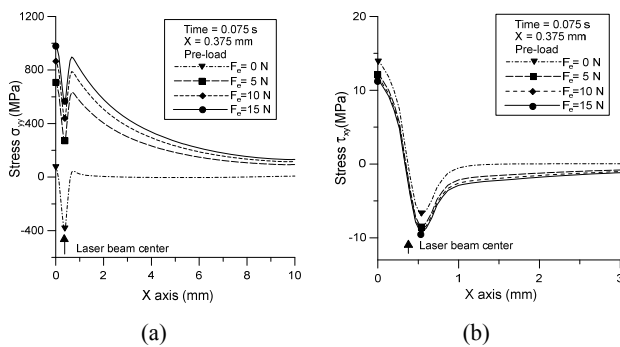 1200
800
400
0
-400
Stress σyy(MPa)
Time = 0.075 s
X = 0.375 mm
Pre-load
Fe= 0 N
Fe= 5 N
Fe=10 N
Fe=15 N
Laser beam center
0 2 4 6 8 10
X axis (mm)
(a)
20
10
0
-10
Stress τxy(MPa)
Time = 0.075 s
X = 0.375 mm
Pre-load
Fe= 0 N
Fe= 5 N
Fe=10 N
Fe=15 N
Laser beam center
0 1 2 3
X axis (mm)
(b)